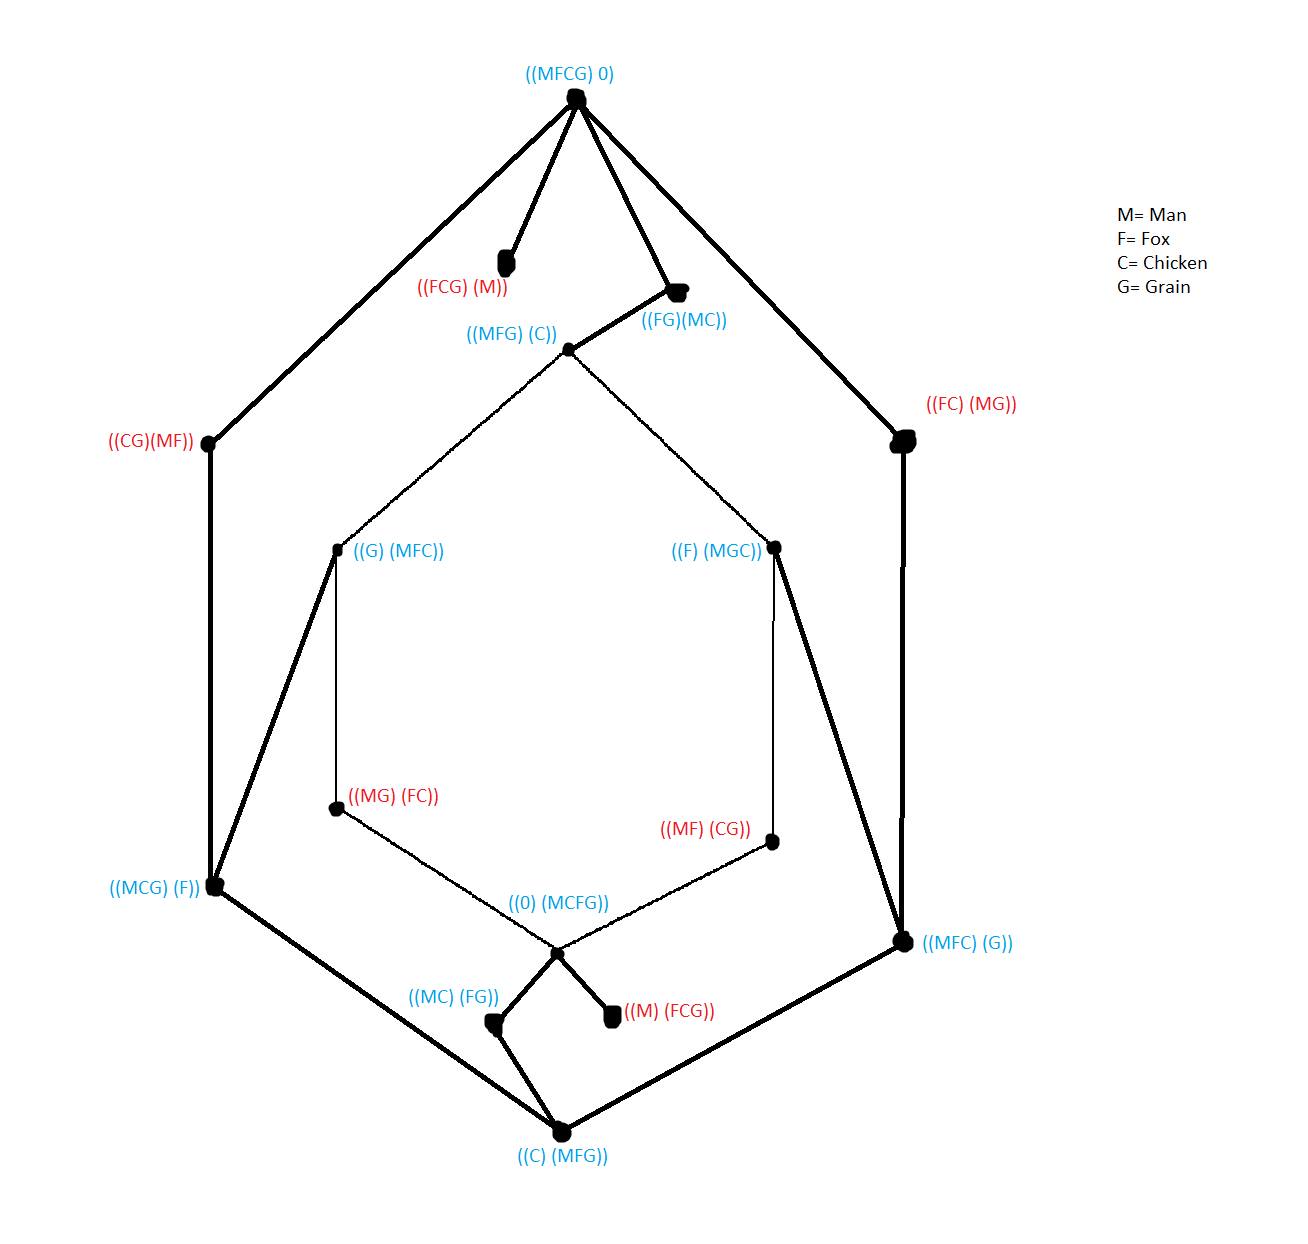 ((MFCG) 0)
M= Man
F= Fox
C= Chicken
G= Grain
((FCG) (M))
((FG)(MC))
((MFG) (C))
((FC) (MG))
((CG)(MF))
((G) (MFC))
((F) (MGC))
((MG) (FC))
((MF) (CG))
((MCG) (F))
((0) (MCFG))
((MFC) (G))
((MC) (FG))
((M) (FCG))
((C) (MFG))